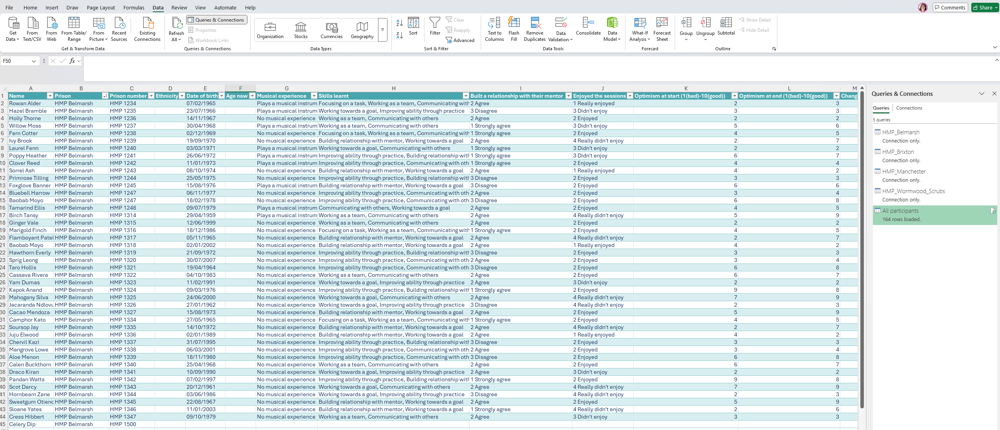 File Home Insert Draw Page Layout Formulas Data Review View Automate Help Comments Share
Get Data From Text/CSV From Web From Table/ Range From Picture Recent Sources Existing Connections
Get & Transform Data
Refresh All Queries & Connections Properties Workbook Links
Queries & Connections
Organization Stocks Currencies Geography
Data Types
Sort Filter Clear Reapply Advanced
Sort & Filter
Text to Columns Flash Fill Remove Duplicates Data Validation Consolidate Data Model
Data Tools
What-If Analysis Forecast Sheet
Forecast
Group Ungroup Subtotal Show Detail Hide Detail
Outline
F50 fx
A B C D E F G H I J K L M
1 Name Prison Prison number Ethnicity Date of birth Age now Musical experience Skills learnt Built a relationship with their mentor Enjoyed the sessions Optimism at start (1(bad)-10(good)) Optimism at end (1(bad)-10(good)) Chang
2 Rowan Alder HMP Belmarsh HMP 1234 07/02/1965 Plays a musical instrum Focusing on a task, Working as a team, Communicating with 2 Agree 1 Really enjoyed 2 3
3 Hazel Bramble HMP Belmarsh HMP 1235 23/07/1966 Plays a musical instrum Working towards a goal, Improving ability through practice 3 Disagree 3 Didn't enjoy 3 3
4 Holly Thorne HMP Belmarsh HMP 1236 14/11/1967 No musical experience Working as a team, Communicating with others 2 Agree 2 Enjoyed 2 2
5 Willow Moss HMP Belmarsh HMP 1237 30/04/1968 Plays a musical instrum Working as a team, Communicating with others 1 Strongly agree 3 Didn't enjoy 5 6
6 Fern Cotter HMP Belmarsh HMP 1238 02/12/1969 No musical experience Focusing on a task, Working as a team, Communicating with 1 Strongly agree 2 Enjoyed 4 5
7 Ivy Brook HMP Belmarsh HMP 1239 19/09/1970 No musical experience Building relationship with mentor, Working towards a goal 2 Agree 4 Really didn't enjoy 2 7
8 Laurel Fenn HMP Belmarsh HMP 1240 03/03/1971 Plays a musical instrum Working towards a goal, Communicating with others 1 Strongly agree 3 Didn't enjoy 2 2
9 Poppy Heather HMP Belmarsh HMP 1241 26/06/1972 Plays a musical instrum Improving ability through practice, Building relationship with 1 Strongly agree 3 Didn't enjoy 6 7
10 Clover Reed HMP Belmarsh HMP 1242 11/01/1973 Plays a musical instrum Improving ability through practice, Communicating with oth 1 Strongly agree 2 Enjoyed 4 4
11 Sorrel Ash HMP Belmarsh HMP 1243 08/10/1974 No musical experience Building relationship with mentor, Working towards a goal 2 Agree 1 Really enjoyed 4 2
12 Primrose Tilling HMP Belmarsh HMP 1244 25/05/1975 No musical experience Improving ability through practice, Building relationship with 3 Disagree 2 Enjoyed 3 3
13 Foxglove Banner HMP Belmarsh HMP 1245 15/08/1976 Plays a musical instrum Building relationship with mentor, Working towards a goal 3 Disagree 2 Enjoyed 6 6
14 Bluebell Harrow HMP Belmarsh HMP 1247 06/11/1977 No musical experience Improving ability through practice, Communicating with oth 2 Agree 2 Enjoyed 3 4
15 Baobab Moyo HMP Belmarsh HMP 1247 18/02/1978 No musical experience Improving ability through practice, Communicating with oth 3 Disagree 2 Enjoyed 6 8
16 Tamarind Ellis HMP Belmarsh HMP 1248 09/07/1979 Plays a musical instrum Communicating with others, Working towards a goal 2 Agree 2 Enjoyed 4 5
17 Birch Tansy HMP Belmarsh HMP 1314 29/04/1959 Plays a musical instrum Working as a team, Communicating with others 2 Agree 4 Really didn't enjoy 5 9
18 Ginger Vale HMP Belmarsh HMP 1315 12/06/1999 No musical experience Working as a team, Communicating with others 2 Agree 2 Enjoyed 2 2
19 Marigold Finch HMP Belmarsh HMP 1316 18/12/1986 No musical experience Focusing on a task, Working as a team, Communicating with 1 Strongly agree 2 Enjoyed 4 5
20 Flamboyant Patel HMP Belmarsh HMP 1317 05/11/1965 No musical experience Building relationship with mentor, Working towards a goal 2 Agree 4 Really didn't enjoy 2 7
21 Baobab Moyo HMP Belmarsh HMP 1318 02/01/2002 No musical experience Building relationship with mentor, Working towards a goal 2 Agree 1 Really enjoyed 4 2
22 Hawthorn Everly HMP Belmarsh HMP 1319 21/09/1972 No musical experience Improving ability through practice, Building relationship with 3 Disagree 2 Enjoyed 3 3
23 Sprig Leong HMP Belmarsh HMP 1320 30/07/2007 No musical experience Improving ability through practice, Communicating with oth 2 Agree 2 Enjoyed 3 4
24 Taro Hollis HMP Belmarsh HMP 1321 19/04/1964 No musical experience Improving ability through practice, Communicating with oth 3 Disagree 2 Enjoyed 6 8
25 Cassava Rivera HMP Belmarsh HMP 1322 04/10/1983 No musical experience Working as a team, Communicating with others 2 Agree 2 Enjoyed 6 7
26 Yam Dumas HMP Belmarsh HMP 1323 11/02/1991 No musical experience Working towards a goal, Improving ability through practice 2 Agree 3 Didn't enjoy 2 2
27 Kapok Anand HMP Belmarsh HMP 1324 09/03/1976 No musical experience Improving ability through practice, Building relationship with 1 Strongly agree 2 Enjoyed 9 8
28 Mahogany Silva HMP Belmarsh HMP 1325 24/06/2000 No musical experience Working towards a goal, Communicating with others 2 Agree 4 Really didn't enjoy 7 9
29 Jacaranda Ndlovu HMP Belmarsh HMP 1326 27/01/1962 No musical experience Working towards a goal, Improving ability through practice 3 Disagree 4 Really didn't enjoy 2 3
30 Cacao Mendoza HMP Belmarsh HMP 1327 15/08/1973 No musical experience Building relationship with mentor, Working towards a goal 2 Agree 2 Enjoyed 5 9
31 Camphor Kato HMP Belmarsh HMP 1334 27/05/1965 No musical experience Focusing on a task, Working as a team, Communicating with 1 Strongly agree 2 Enjoyed 4 5
32 Soursop Jay HMP Belmarsh HMP 1335 14/10/1972 No musical experience Building relationship with mentor, Working towards a goal 2 Agree 4 Really didn't enjoy 2 7
33 Juju Elwood HMP Belmarsh HMP 1336 02/01/1989 No musical experience Building relationship with mentor, Working towards a goal 2 Agree 1 Really enjoyed 4 2
34 Chervil Kazi HMP Belmarsh HMP 1337 31/07/1995 No musical experience Improving ability through practice, Building relationship with 3 Disagree 2 Enjoyed 3 3
35 Mangrove Lowe HMP Belmarsh HMP 1338 06/03/2001 No musical experience Improving ability through practice, Communicating with oth 2 Agree 2 Enjoyed 3 4
36 Aloe Menon HMP Belmarsh HMP 1339 18/11/1980 No musical experience Improving ability through practice, Communicating with oth 3 Disagree 2 Enjoyed 6 8
37 Calen Buckthorn HMP Belmarsh HMP 1340 25/04/1968 No musical experience Working as a team, Communicating with others 2 Agree 2 Enjoyed 6 7
38 Draco Kiran HMP Belmarsh HMP 1341 10/09/1990 No musical experience Working towards a goal, Improving ability through practice 2 Agree 3 Didn't enjoy 2 2
39 Pandan Watts HMP Belmarsh HMP 1342 07/02/1997 No musical experience Improving ability through practice, Building relationship with 1 Strongly agree 2 Enjoyed 9 8
40 Scot Darcy HMP Belmarsh HMP 1343 20/12/1961 No musical experience Working towards a goal, Communicating with others 2 Agree 4 Really didn't enjoy 7 9
41 Hornbeam Zane HMP Belmarsh HMP 1344 03/06/1986 No musical experience Working towards a goal, Improving ability through practice 3 Disagree 4 Really didn't enjoy 2 3
42 Sweetgum Otienc HMP Belmarsh HMP 1345 22/08/1967 No musical experience Building relationship with mentor, Working towards a goal 2 Agree 2 Enjoyed 5 9
43 Sloane Yates HMP Belmarsh HMP 1346 11/01/2003 No musical experience Building relationship with mentor, Working towards a goal 1 Strongly agree 4 Really didn't enjoy 2 6
44 Cress Hibbert HMP Belmarsh HMP 1347 09/10/1979 No musical experience Working as a team, Communicating with others 2 Agree 3 Didn't enjoy 3 3
45 Celery Dip HMP Belmarsh HMP 1500
Queries & Connections
Queries Connections
5 queries
HMP_Belmarsh
Connection only.
HMP_Brixton
Connection only.
HMP_Manchester
Connection only.
HMP_Wormwood_Scrubs
Connection only.
All participants
164 rows loaded.